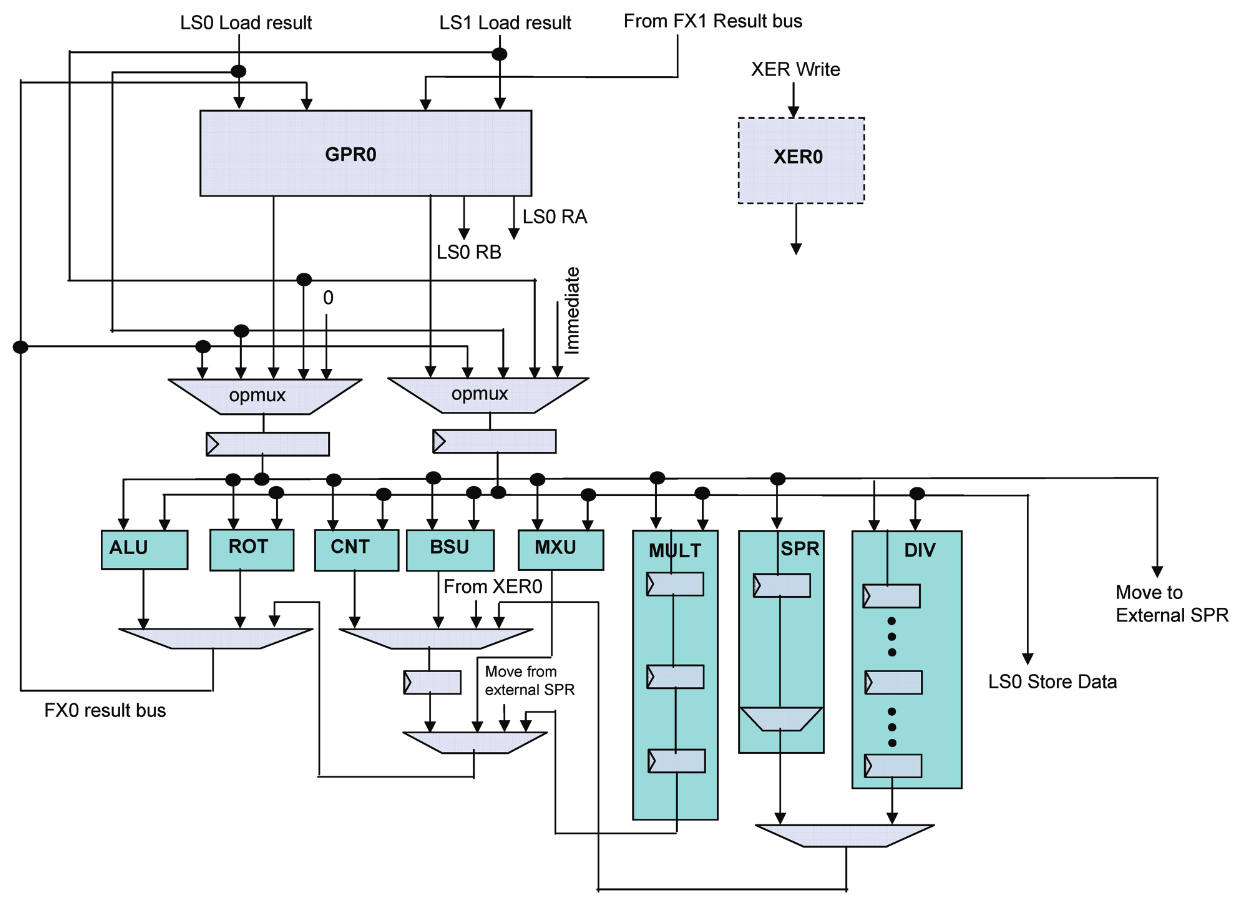 LS0 Load result
LS1 Load result
From FX1 Result bus
XER Write
GPR0
XER0
LS0 RA
LS0 RB
0
Immediate
opmux
opmux
ALU
ROT
CNT
BSU
MXU
MULT
SPR
DIV
From XER0
Move to
External SPR
Move from
external SPR
LS0 Store Data
FX0 result bus